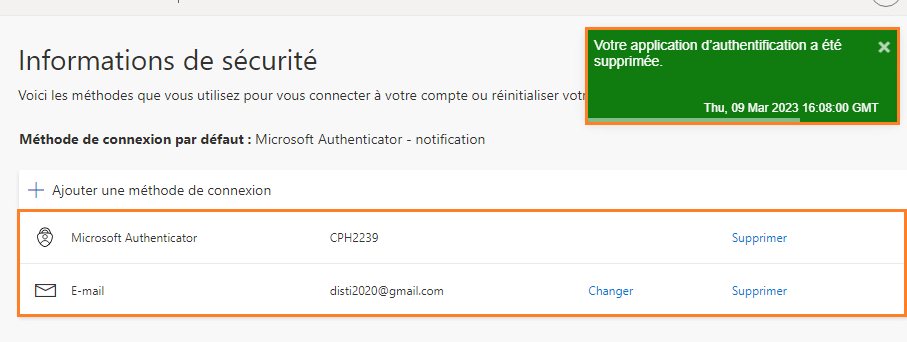 Votre application d'authentification a été
supprimée.
Thu, 09 Mar 2023 16:08:00 GMT
Informations de sécurité
Voici les méthodes que vous utilisez pour vous connecter à votre compte ou réinitialiser
Méthode de connexion par défaut : Microsoft Authenticator - notification
Ajouter une méthode de connexion
Microsoft Authenticator CPH2239 Supprimer
E-mail disti2020@gmail.com Changer Supprimer